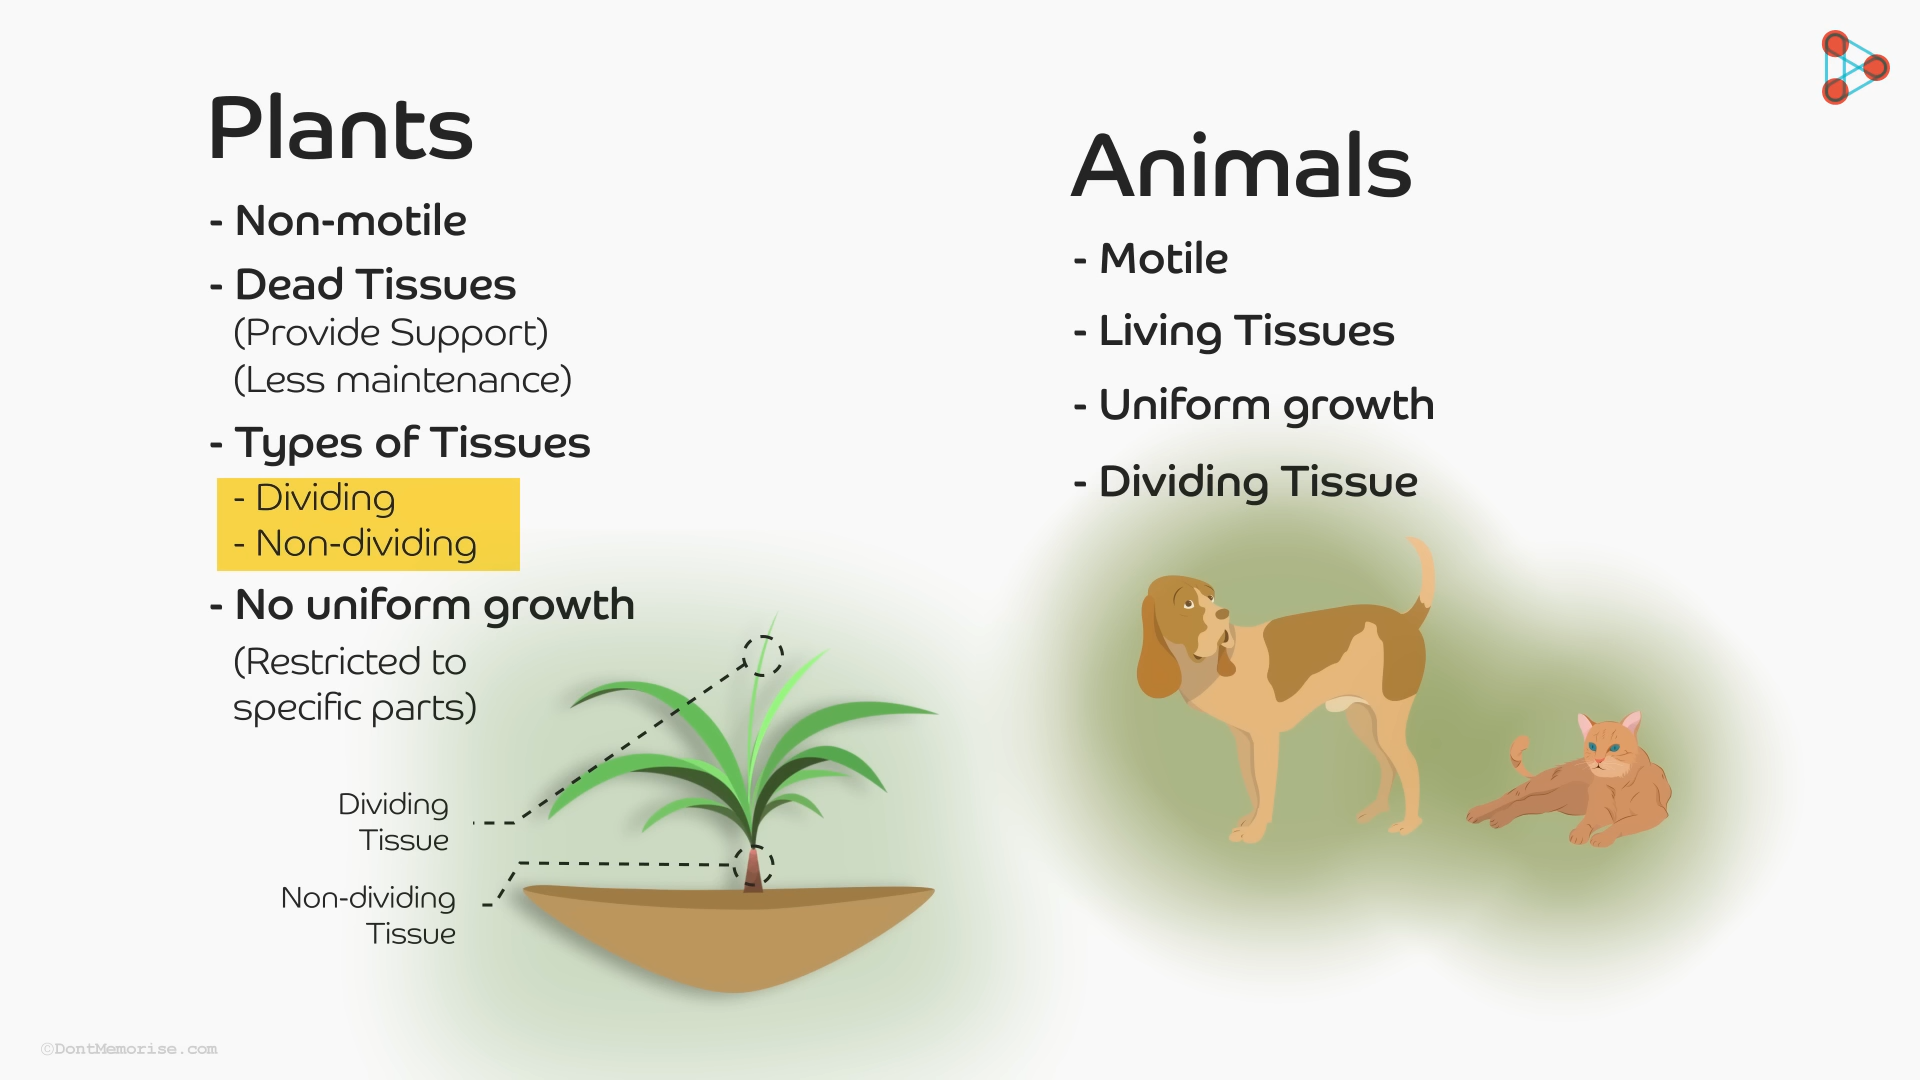 Plants
- Non-motile
- Dead Tissues
(Provide Support)
(Less maintenance)
- Types of Tissues
- Dividing
- Non-dividing
- No uniform growth
(Restricted to
specific parts)
Dividing
Tissue
Non-dividing
Tissue
Animals
- Motile
- Living Tissues
- Uniform growth
- Dividing Tissue
©DontMemorise.com